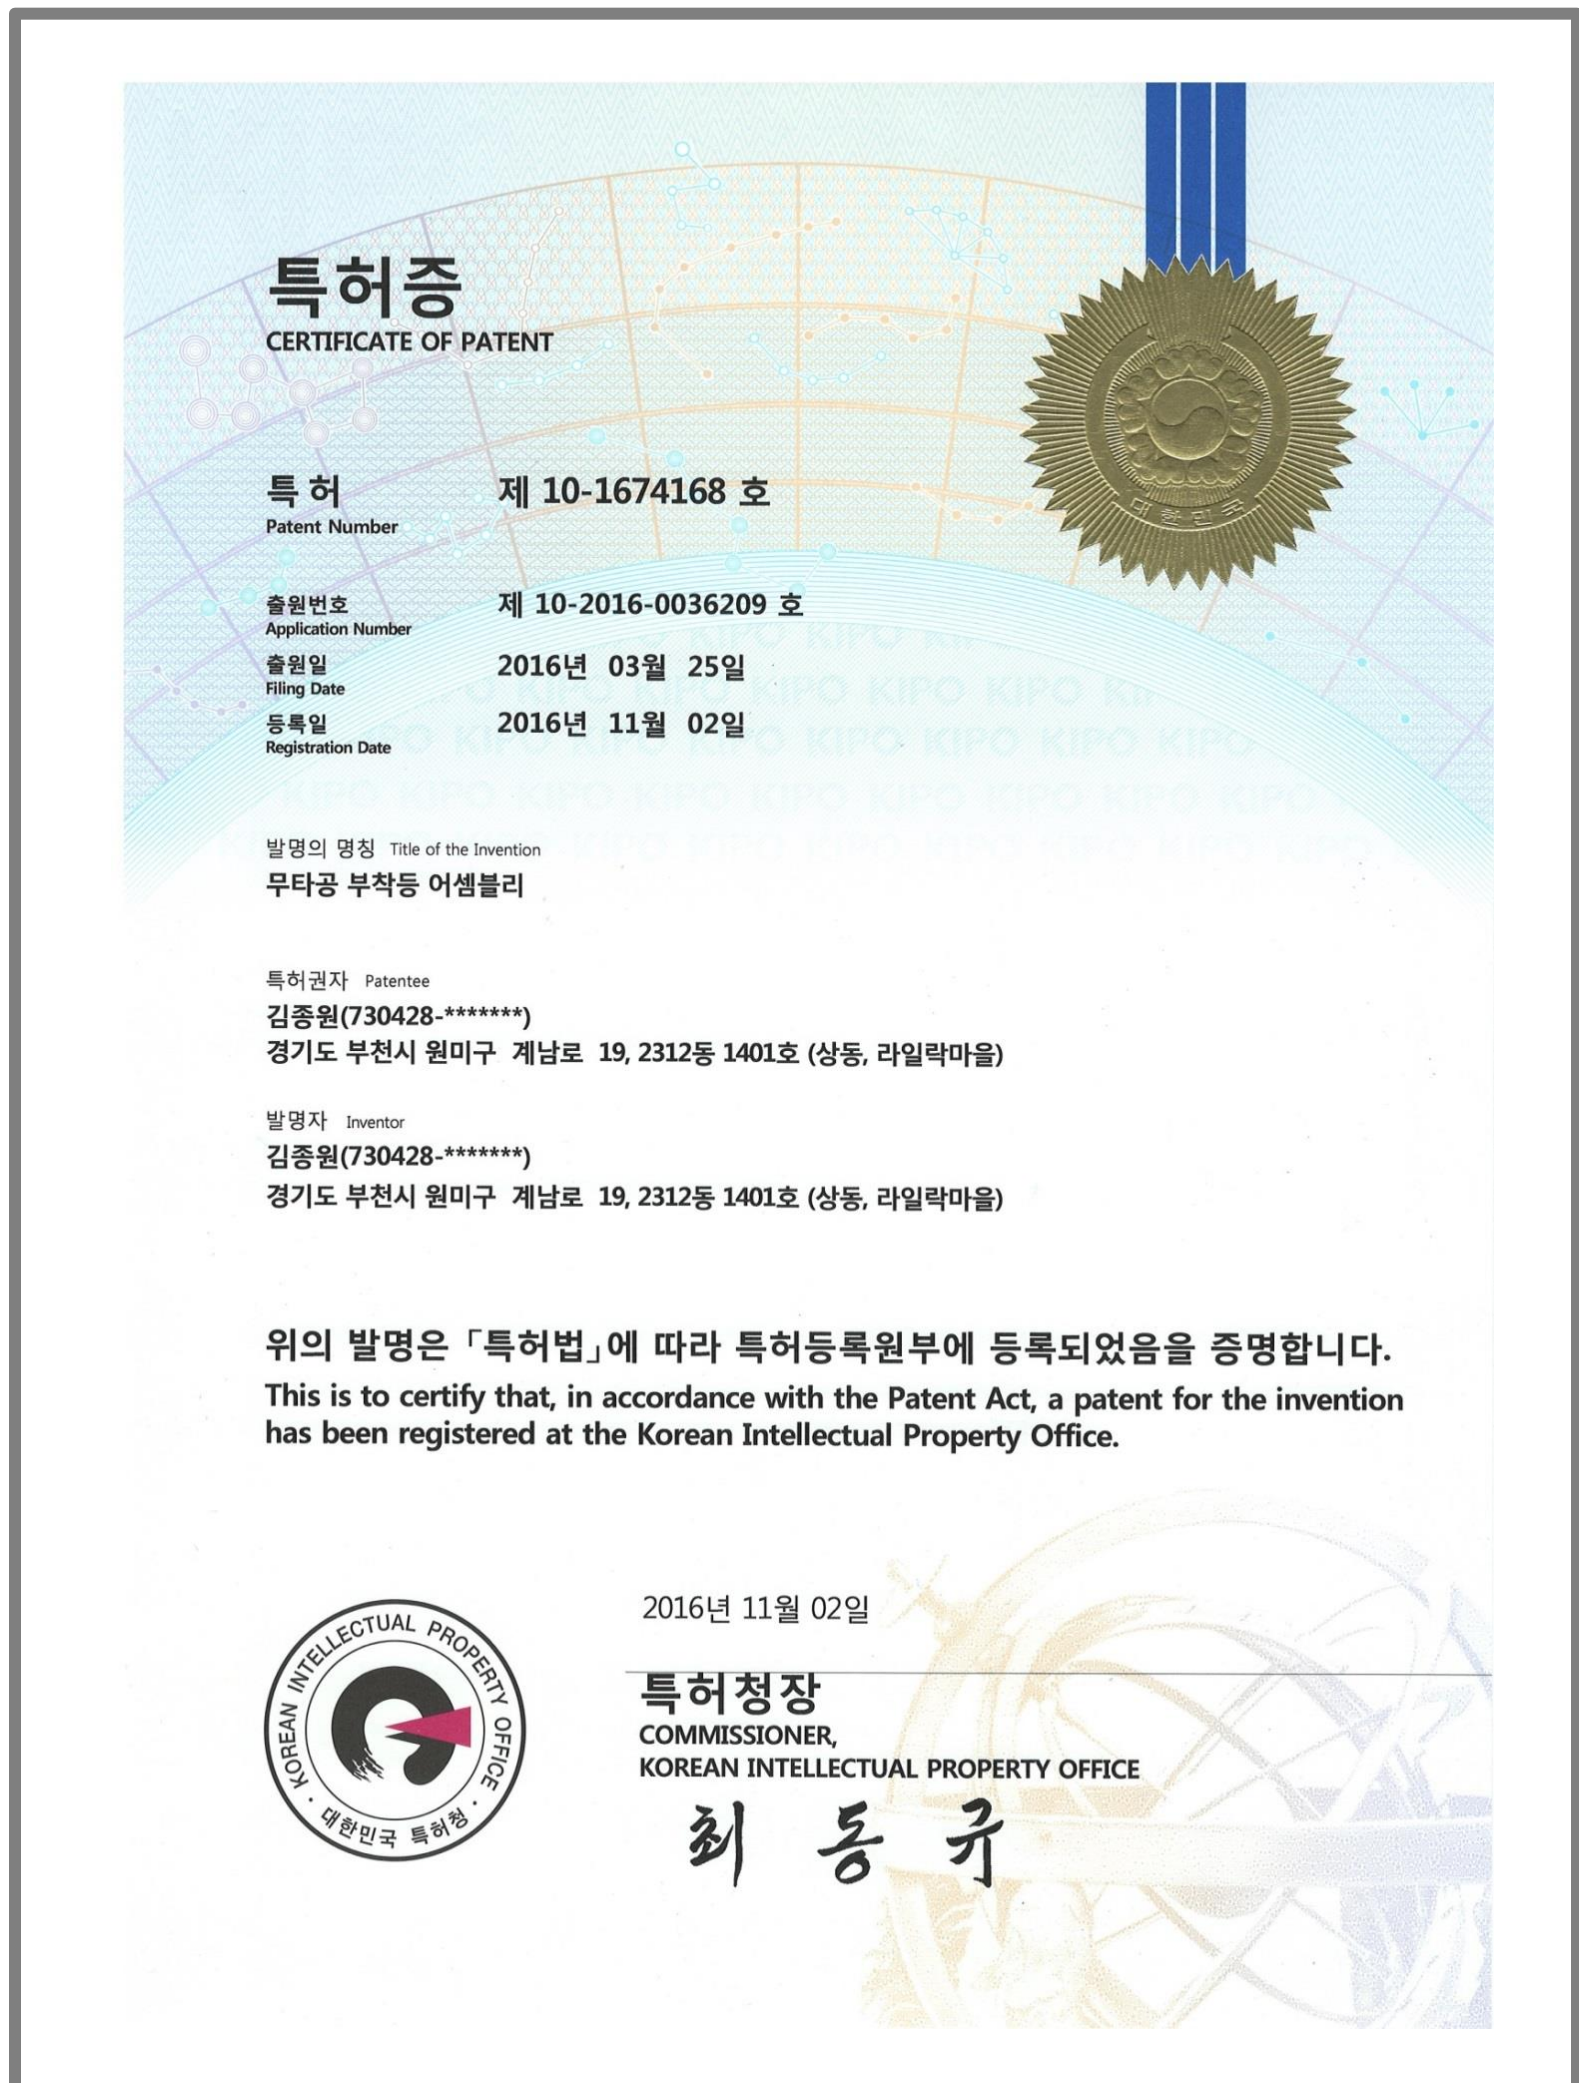 특허증
CERTIFICATE OF PATENT
대한민국
특 허 제 10-1674168 호
Patent Number
출원번호 제 10-2016-0036209 호
Application Number
출원일 2016년 03월 25일
Filing Date
등록일 2016년 11월 02일
Registration Date
발명의 명칭 Title of the Invention
무타공 부착등 어셈블리
특허권자 Patentee
김종원(730428-*******)
경기도 부천시 원미구 계남로 19, 2312동 1401호 (상동, 라일락마을)
발명자 Inventor
김종원(730428-*******)
경기도 부천시 원미구 계남로 19, 2312동 1401호 (상동, 라일락마을)
위의 발명은 「특허법」에 따라 특허등록원부에 등록되었음을 증명합니다.
This is to certify that, in accordance with the Patent Act, a patent for the invention
has been registered at the Korean Intellectual Property Office.
2016년 11월 02일
특허청장
COMMISSIONER,
KOREAN INTELLECTUAL PROPERTY OFFICE
최 동 규
KOREAN INTELLECTUAL PROPERTY OFFICE
대한민국 특허청